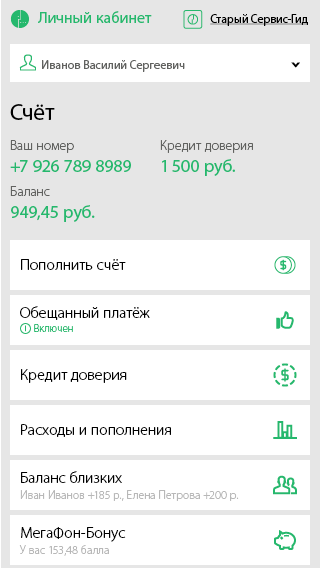 Личный кабинет
Старый Сервис-Гид
Иванов Василий Сергеевич
Счёт
Ваш номер
Кредит доверия
+7 926 789 8989
1 500 руб.
Баланс
949,45 руб.
Пополнить счёт
Обещанный платёж
Включен
Кредит доверия
Расходы и пополнения
Баланс близких
Иван Иванов +185 р., Елена Петрова +200 р.
МегаФон-Бонус
У вас 153,48 балла